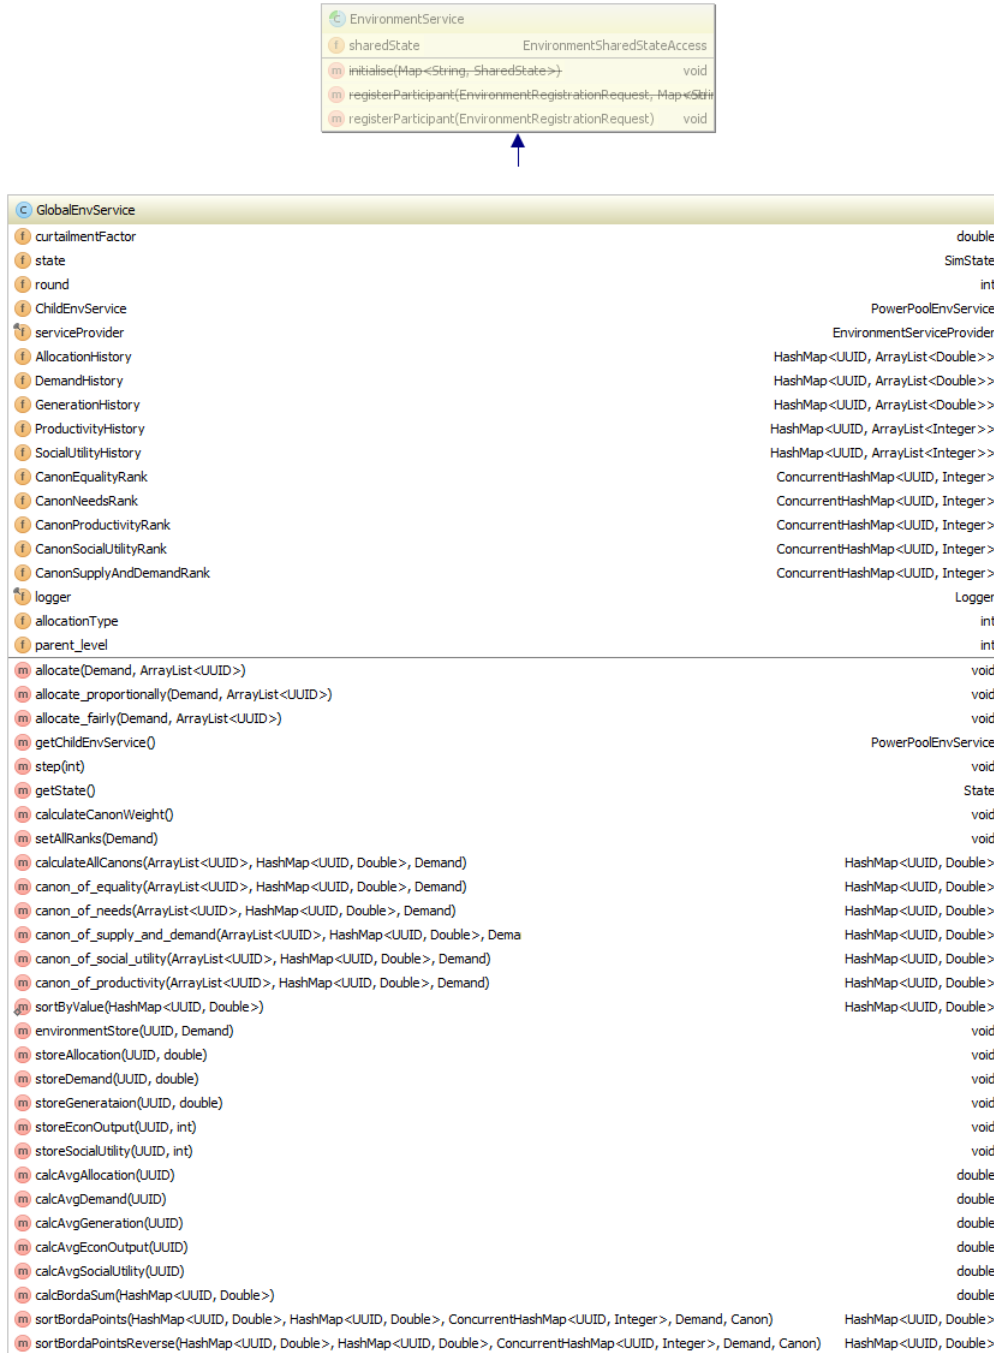 EnvironmentService
sharedState EnvironmentSharedStateAccess
initialise(Map<String, SharedState>) void
registerParticipant(EnvironmentRegistrationRequest, Map<Strin
registerParticipant(EnvironmentRegistrationRequest) void
GlobalEnvService
curtailmentFactor double
state SimState
round int
ChildEnvService PowerPoolEnvService
serviceProvider EnvironmentServiceProvider
AllocationHistory HashMap<UUID, ArrayList<Double>>
DemandHistory HashMap<UUID, ArrayList<Double>>
GenerationHistory HashMap<UUID, ArrayList<Double>>
ProductivityHistory HashMap<UUID, ArrayList<Integer>>
SocialUtilityHistory HashMap<UUID, ArrayList<Integer>>
CanonEqualityRank ConcurrentHashMap<UUID, Integer>
CanonNeedsRank ConcurrentHashMap<UUID, Integer>
CanonProductivityRank ConcurrentHashMap<UUID, Integer>
CanonSocialUtilityRank ConcurrentHashMap<UUID, Integer>
CanonSupplyAndDemandRank ConcurrentHashMap<UUID, Integer>
logger Logger
allocationType int
parent_level int
allocate(Demand, ArrayList<UUID>) void
allocate_proportionally(Demand, ArrayList<UUID>) void
allocate_fairly(Demand, ArrayList<UUID>) void
getChildEnvService() PowerPoolEnvService
step(int) void
getState() State
calculateCanonWeight() void
setAllRanks(Demand) void
calculateAllCanons(ArrayList<UUID>, HashMap<UUID, Double>, Demand) HashMap<UUID, Double>
canon_of_equality(ArrayList<UUID>, HashMap<UUID, Double>, Demand) HashMap<UUID, Double>
canon_of_needs(ArrayList<UUID>, HashMap<UUID, Double>, Demand) HashMap<UUID, Double>
canon_of_supply_and_demand(ArrayList<UUID>, HashMap<UUID, Double>, Dema HashMap<UUID, Double>
canon_of_social_utility(ArrayList<UUID>, HashMap<UUID, Double>, Demand) HashMap<UUID, Double>
canon_of_productivity(ArrayList<UUID>, HashMap<UUID, Double>, Demand) HashMap<UUID, Double>
sortByValue(HashMap<UUID, Double>) HashMap<UUID, Double>
environmentStore(UUID, Demand) void
storeAllocation(UUID, double) void
storeDemand(UUID, double) void
storeGenerataion(UUID, double) void
storeEconOutput(UUID, int) void
storeSocialUtility(UUID, int) void
calcAvgAllocation(UUID) double
calcAvgDemand(UUID) double
calcAvgGeneration(UUID) double
calcAvgEconOutput(UUID) double
calcAvgSocialUtility(UUID) double
calcBordaSum(HashMap<UUID, Double>) double
sortBordaPoints(HashMap<UUID, Double>, HashMap<UUID, Double>, ConcurrentHashMap<UUID, Integer>, Demand, Canon) HashMap<UUID, Double>
sortBordaPointsReverse(HashMap<UUID, Double>, HashMap<UUID, Double>, ConcurrentHashMap<UUID, Integer>, Demand, Canon) HashMap<UUID, Double>